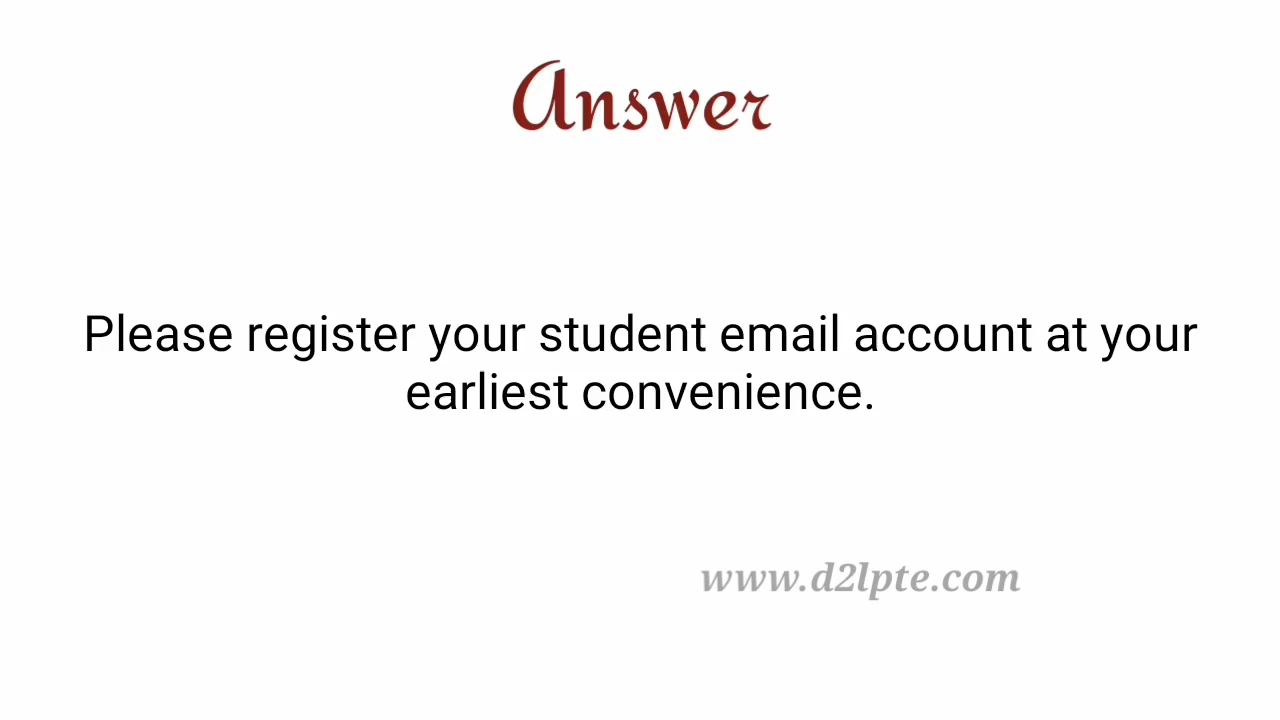 Answer
Please register your student email account at your
earliest convenience.
www.d2lpte.com